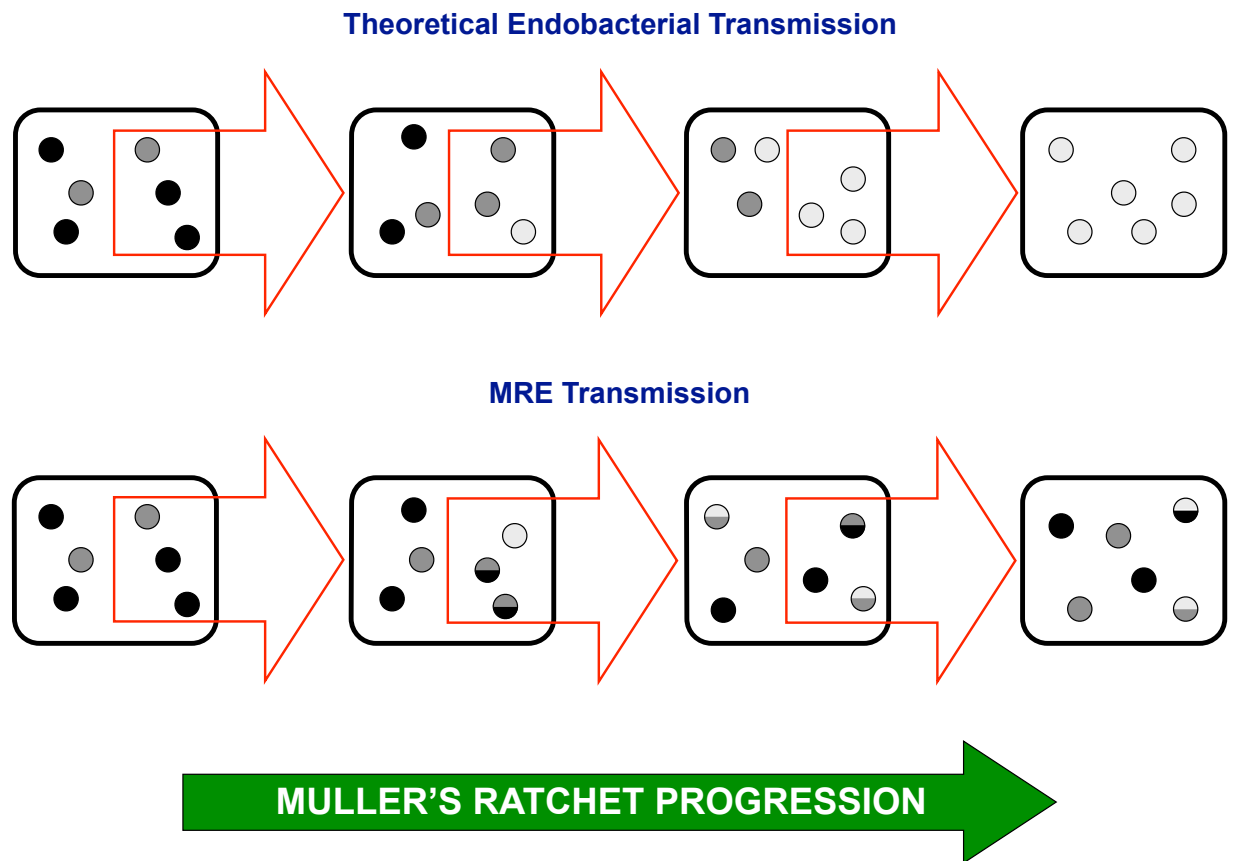 Theoretical Endobacterial Transmission
MRE Transmission
MULLER'S RATCHET PROGRESSION